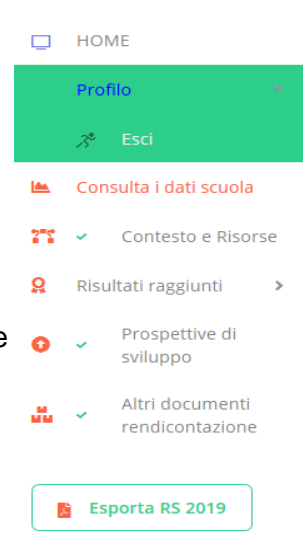 HOME
Profilo
Esci
Consulta i dati scuola
Contesto e Risorse
Risultati raggiunti
e
Prospettive di
sviluppo
Altri documenti
rendicontazione
Esporta RS 2019